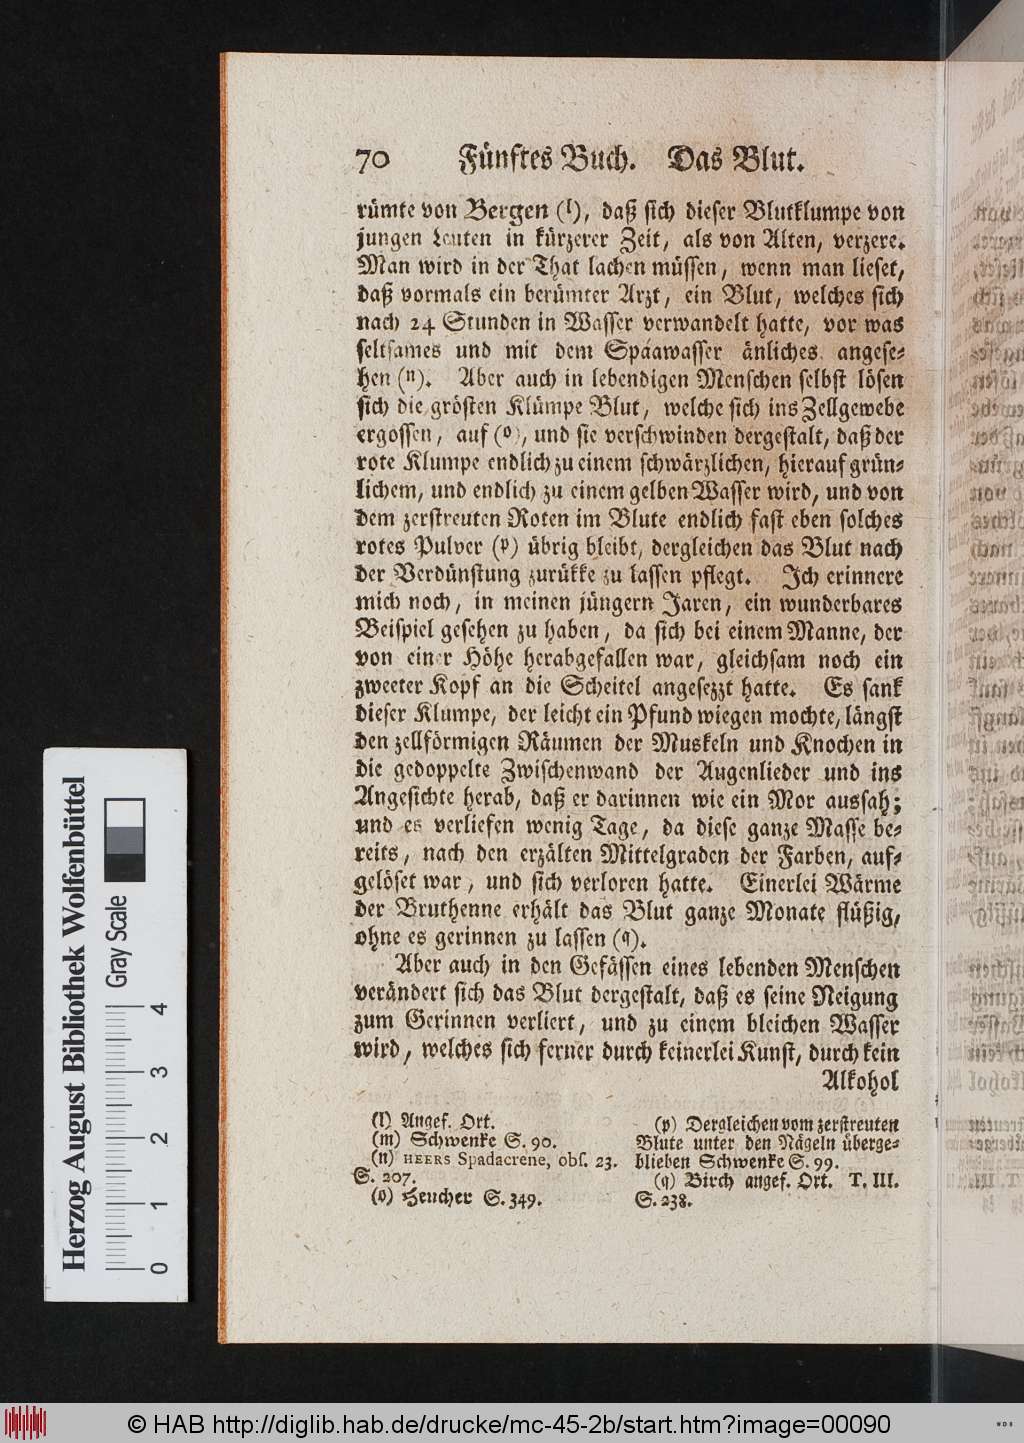 70 Fünftes Buch. Das Blut.
rümte von Bergen (l), daß sich dieser Blutklumpe von
jungen Leuten in kürzerer Zeit, als von Alten, verzere.
Man wird in der That lachen müssen, wenn man lieset,
daß vormals ein berümter Arzt, ein Blut, welches sich
nach 24 Stunden in Wasser verwandelt hatte, vor was
seltsames und mit dem Spaawasser änliches angese-
hen (n). Aber auch in lebendigen Menschen selbst lösen
sich die grösten Klümpe Blut, welche sich ins Zellgewebe
ergossen, auf (o), und sie verschwinden dergestalt, daß der
rote Klumpe endlich zu einem schwärzlichen, hierauf grün-
lichem, und endlich zu einem gelben Wasser wird, und von
dem zerstreuten Roten im Blute endlich fast eben solches
rotes Pulver (p) übrig bleibt, dergleichen das Blut nach
der Verdünstung zurükke zu lassen pflegt. Ich erinnere
mich noch, in meinen jüngern Jaren, ein wunderbares
Beispiel gesehen zu haben, da sich bei einem Manne, der
von einer Höhe herabgefallen war, gleichsam noch ein
zweeter Kopf an die Scheitel angesezzt hatte. Es sank
dieser Klumpe, der leicht ein Pfund wiegen mochte, längst
den zellförmigen Räumen der Muskeln und Knochen in
die gedoppelte Zwischenwand der Augenlieder und ins
Angesichte herab, daß er darinnen wie ein Mor aussah;
und es verliefen wenig Tage, da diese ganze Masse be-
reits, nach den erzälten Mittelgraden der Farben, auf-
gelöset war, und sich verloren hatte. Einerlei Wärme
der Bruthenne erhält das Blut ganze Monate flüßig,
ohne es gerinnen zu lassen (q).
Aber auch in den Gefässen eines lebenden Menschen
verändert sich das Blut dergestalt, daß es seine Neigung
zum Gerinnen verliert, und zu einem bleichen Wasser
wird, welches sich ferner durch keinerlei Kunst, durch kein
Alkohol
(l) Angef. Ort.
(m) Schwenke S. 90.
(n) HEERS Spadacrene, obs. 23.
S. 207.
(o) Heucher S. 349.
(p) Dergleichen vom zerstreuten
Blute unter den Nägeln überge-
blieben Schwenke S. 99.
(q) Birch angef. Ort. T. III.
S. 238.
Herzog August Bibliothek Wolfenbüttel
Gray Scale
0 1 2 3 4
© HAB http://diglib.hab.de/drucke/mc-45-2b/start.htm?image=00090